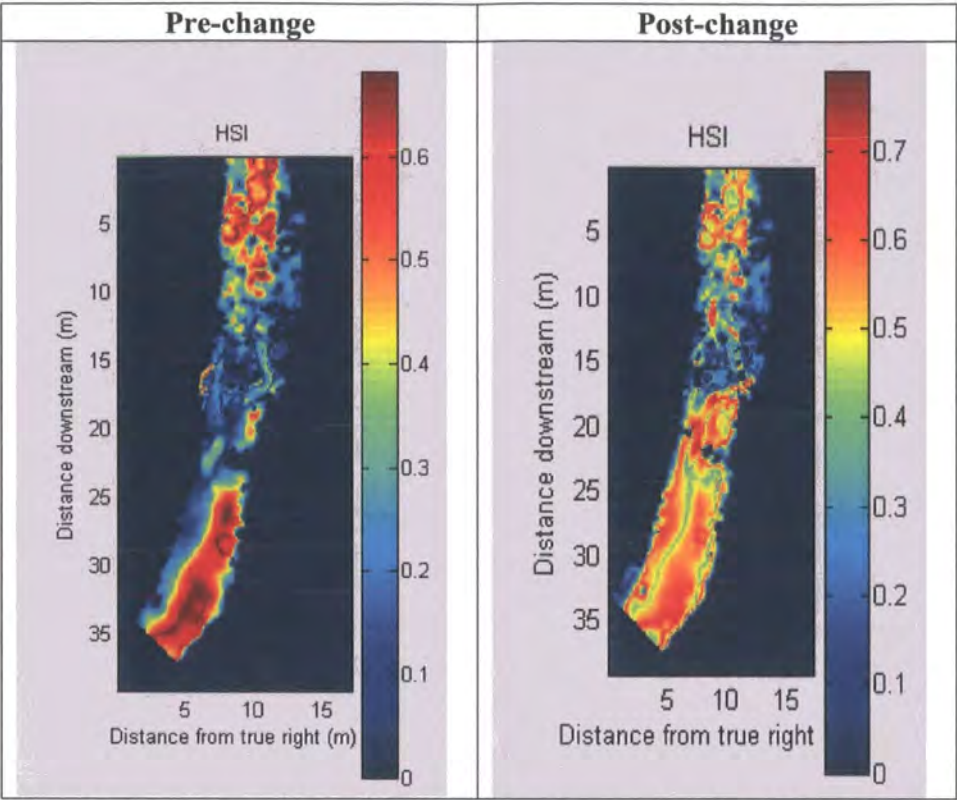 Pre-change
Post-change
HSI
5
10
15
20
25
30
35
Distance downstream (m)
5 10 15
Distance from true right (m)
0.6
0.5
0.4
0.3
0.2
0.1
0
HSI
5
10
15
20
25
30
35
Distance downstream (m)
5 10 15
Distance from true right
0.7
0.6
0.5
0.4
0.3
0.2
0.1
0